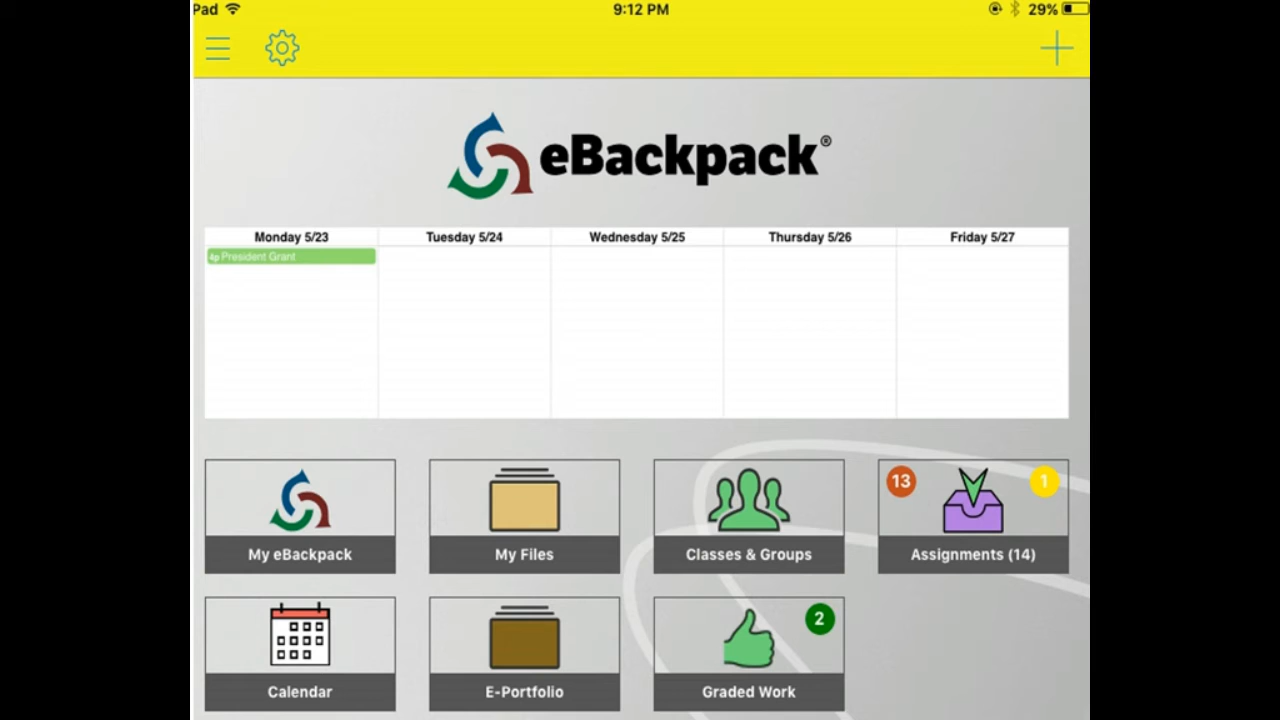 Pad 9:12 PM 29%
eBackpack®
Monday 5/23 Tuesday 5/24 Wednesday 5/25 Thursday 5/26 Friday 5/27
4p President Grant
13 1
My eBackpack My Files Classes & Groups Assignments (14)
2
Calendar E-Portfolio Graded Work